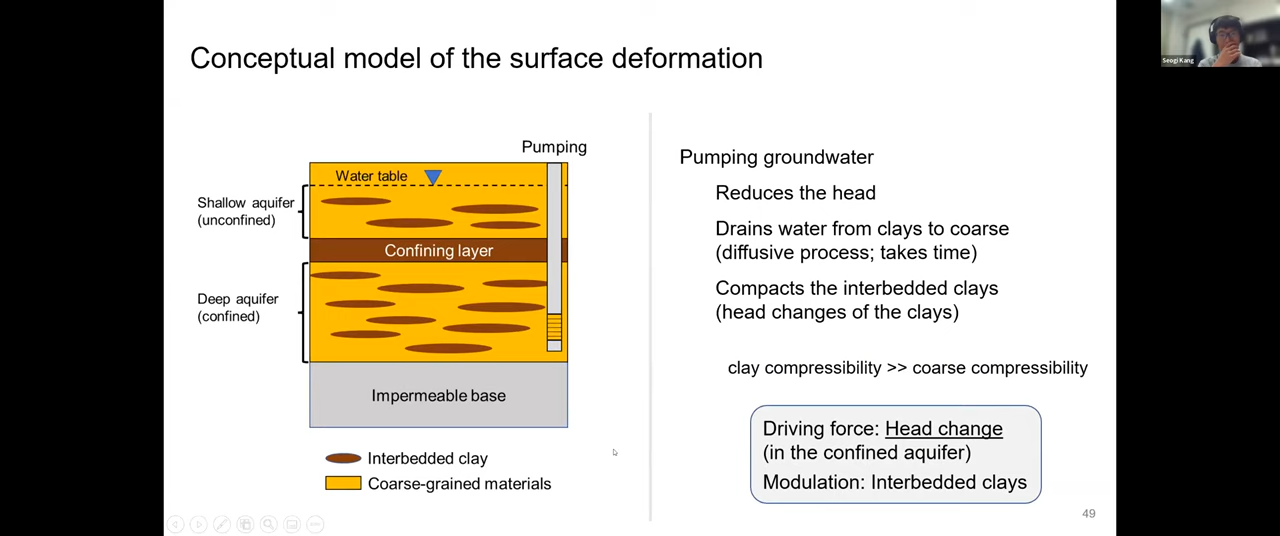 Conceptual model of the surface deformation
Seogi Kang
Pumping
Water table
Shallow aquifer
(unconfined)
Confining layer
Deep aquifer
(confined)
Impermeable base
Interbedded clay
Coarse-grained materials
Pumping groundwater
Reduces the head
Drains water from clays to coarse
(diffusive process; takes time)
Compacts the interbedded clays
(head changes of the clays)
clay compressibility >> coarse compressibility
Driving force: Head change
(in the confined aquifer)
Modulation: Interbedded clays
49